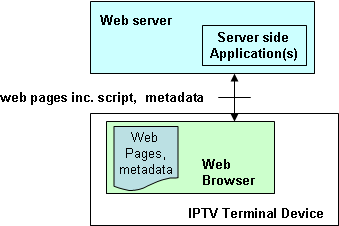 Web server
Server side
Application(s)
web pages inc. script, metadata
Web
Pages,
metadata
Web
Browser
IPTV Terminal Device